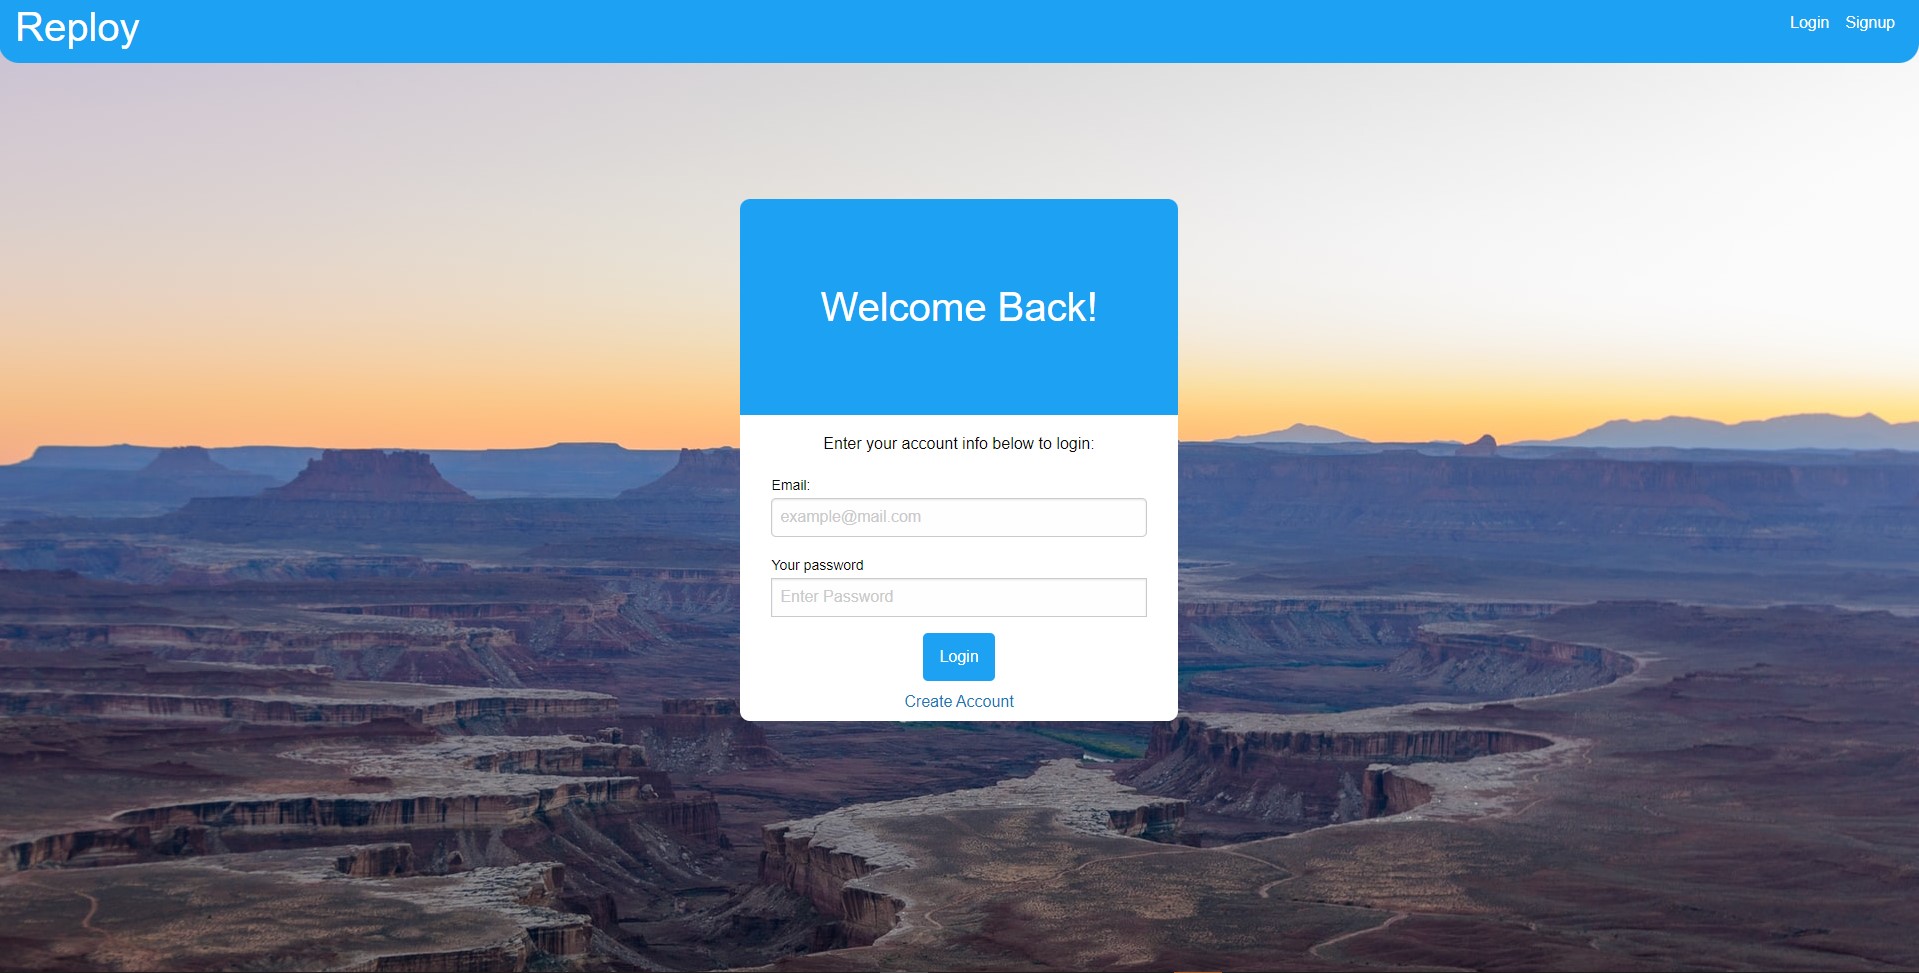 Reploy
Login Signup
Welcome Back!
Enter your account info below to login:
Email:
example@mail.com
Your password
Enter Password
Login
Create Account